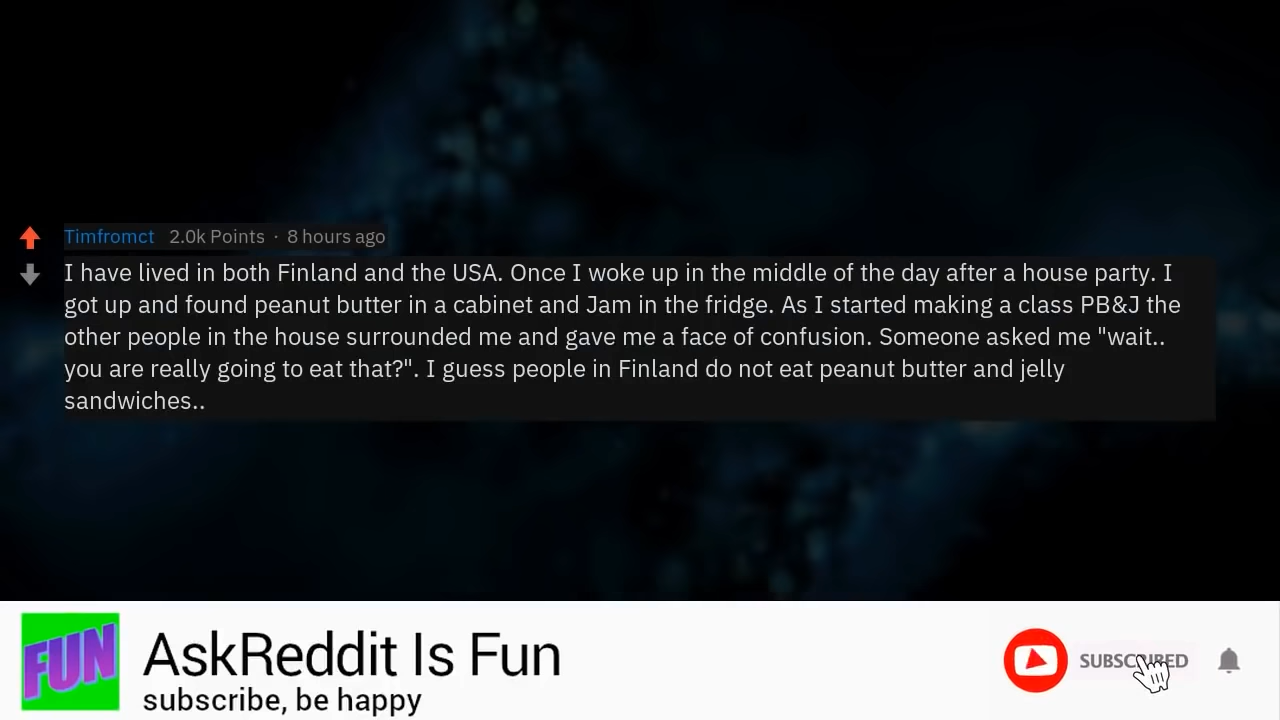 Timfromct 2.0k Points · 8 hours ago
I have lived in both Finland and the USA. Once I woke up in the middle of the day after a house party. I
got up and found peanut butter in a cabinet and Jam in the fridge. As I started making a class PB&J the
other people in the house surrounded me and gave me a face of confusion. Someone asked me "wait..
you are really going to eat that?". I guess people in Finland do not eat peanut butter and jelly
sandwiches..
FUN
AskReddit Is Fun
subscribe, be happy
SUBSCRIBED